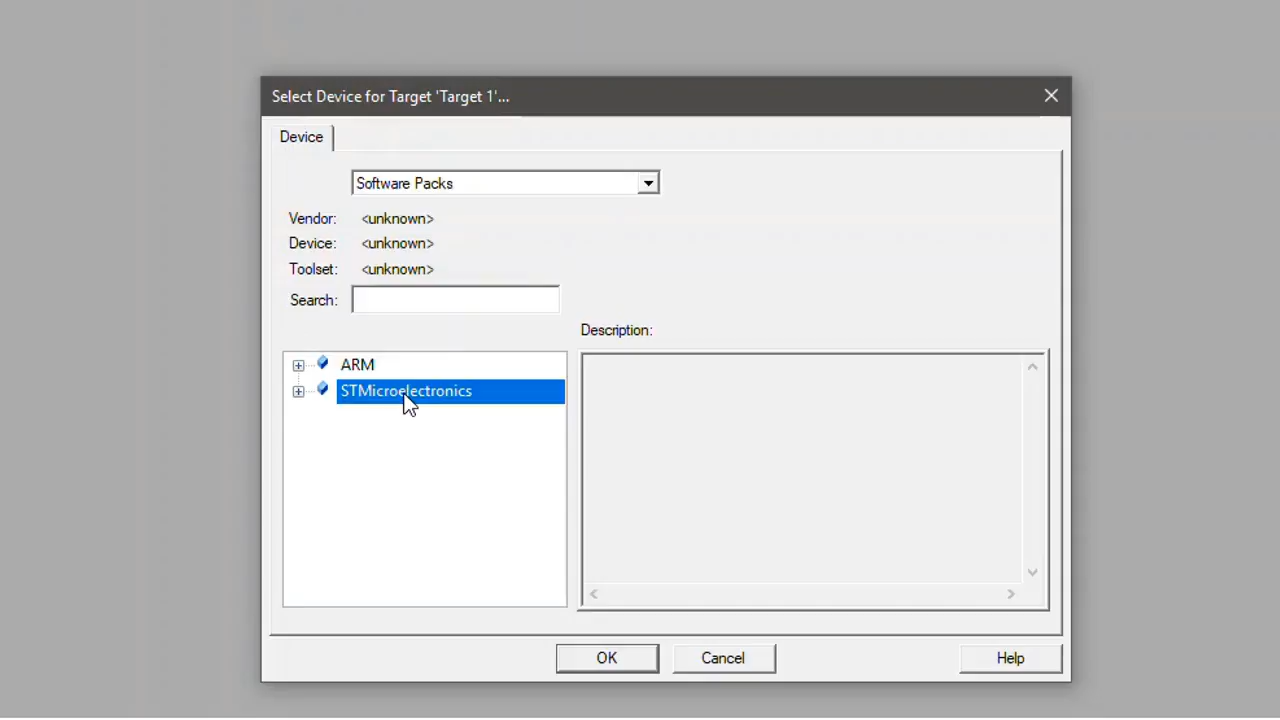 Select Device for Target 'Target 1'...
Device
Software Packs
Vendor: <unknown>
Device: <unknown>
Toolset: <unknown>
Search:
Description:
ARM
STMicroelectronics
OK Cancel Help